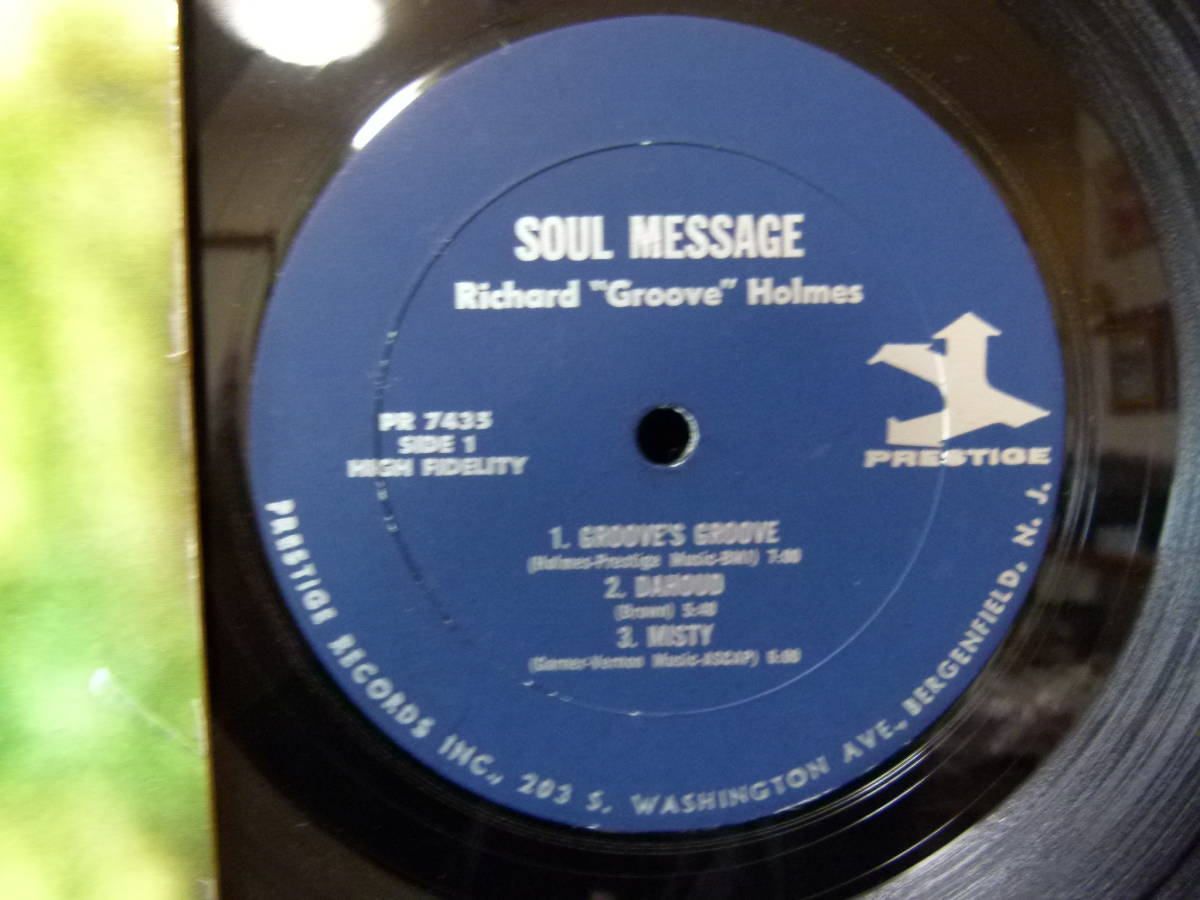 SOUL MESSAGE
Richard "Groove" Holmes
PR 7435
SIDE 1
HIGH FIDELITY
PRESTIGE
1. GROOVE'S GROOVE
(Holmes-Prestige Music-BMI) 7:00
2. DAHOUD
(Brown) 5:40
3. MISTY
(Garner-Vernon Music-ASCAP) 6:00
PRESTIGE RECORDS INC., 203 S. WASHINGTON AVE., BERGENFIELD, N. J.